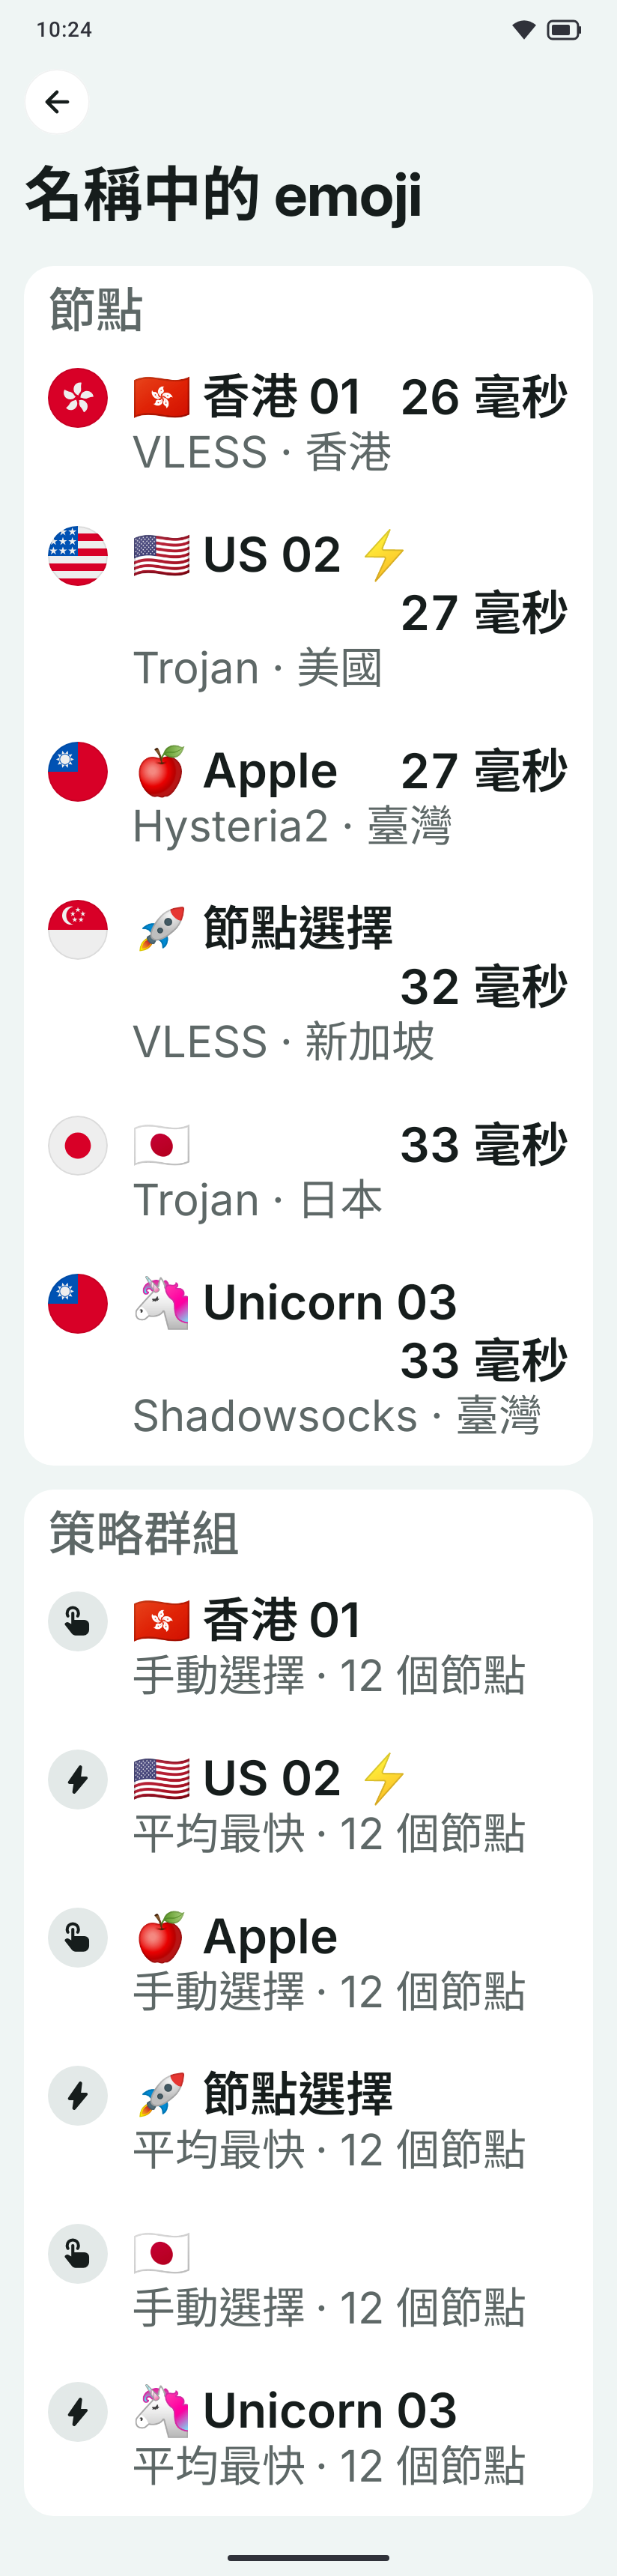 10:24
名稱中的 emoji
節點
🇭🇰 香港 01 26 毫秒
VLESS · 香港
🇺🇸 US 02 ⚡
27 毫秒
Trojan · 美國
🍎 Apple 27 毫秒
Hysteria2 · 臺灣
🚀 節點選擇
32 毫秒
VLESS · 新加坡
🇯🇵 33 毫秒
Trojan · 日本
🦄 Unicorn 03
33 毫秒
Shadowsocks · 臺灣
策略群組
🇭🇰 香港 01
手動選擇 · 12 個節點
🇺🇸 US 02 ⚡
平均最快 · 12 個節點
🍎 Apple
手動選擇 · 12 個節點
🚀 節點選擇
平均最快 · 12 個節點
🇯🇵
手動選擇 · 12 個節點
🦄 Unicorn 03
平均最快 · 12 個節點